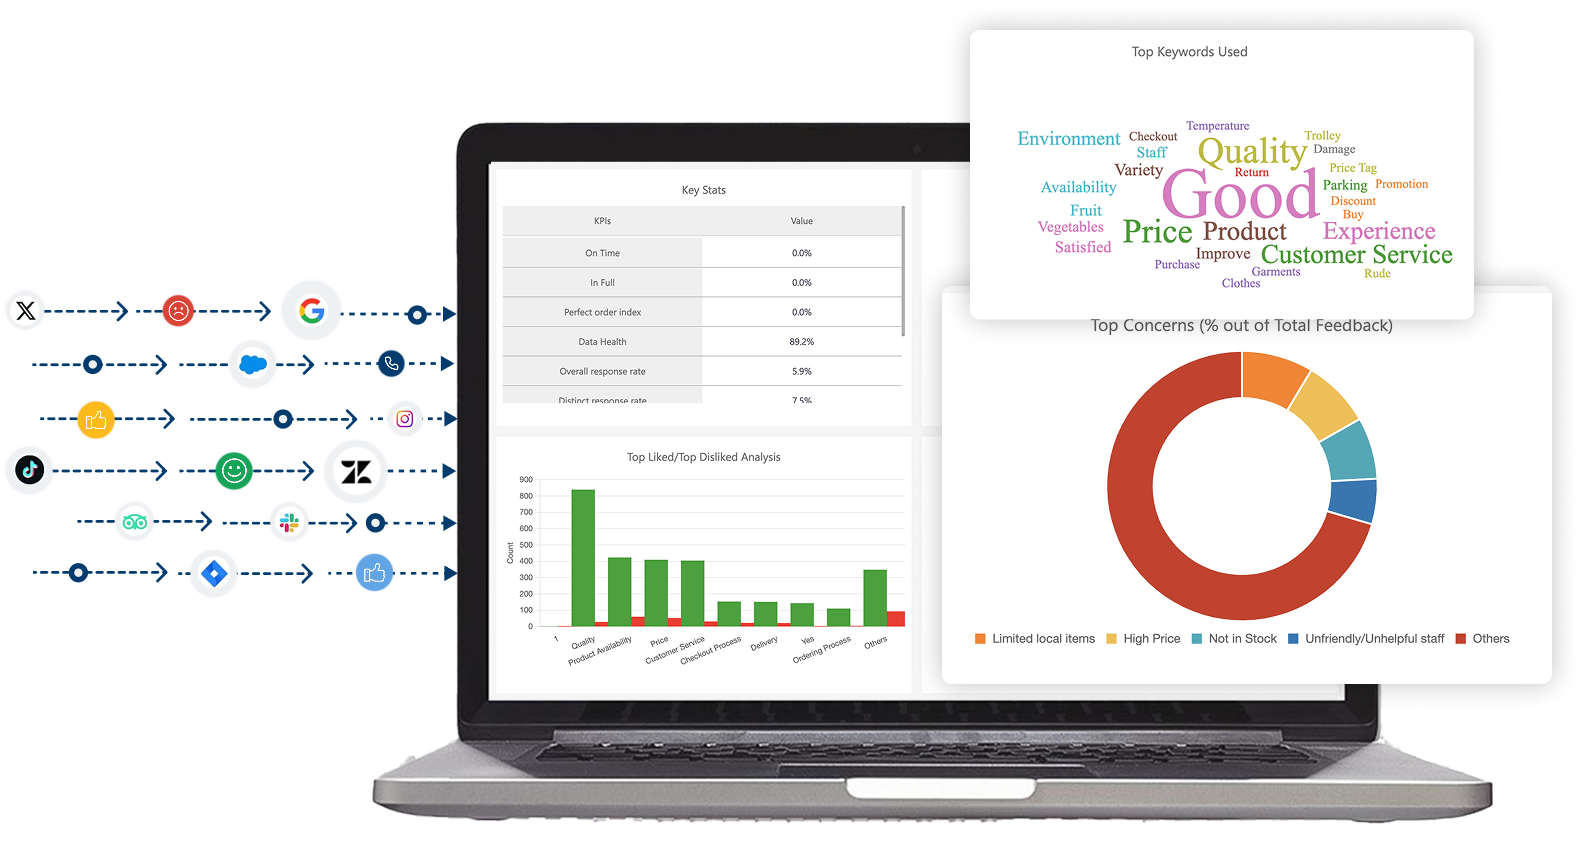 Top Keywords Used
Temperature
Environment
Checkout
Trolley
Staff
Quality
Damage
Variety
Return
Price Tag
Availability
Good
Parking
Promotion
Discount
Fruit
Buy
Vegetables
Price
Product
Experience
Satisfied
Improve
Customer Service
Purchase
Garments
Rude
Clothes
Key Stats
KPIs Value
On Time 0.0%
In Full 0.0%
Perfect order index 0.0%
Data Health 89.2%
Overall response rate 5.9%
Distinct response rate 7.5%
Top Concerns (% out of Total Feedback)
Limited local items High Price Not in Stock Unfriendly/Unhelpful staff Others
Top Liked/Top Disliked Analysis
900
800
700
600
500
400
300
200
100
0
Count
1
Quality
Product Availability
Price
Customer Service
Checkout Process
Delivery
Yes
Ordering Process
Others